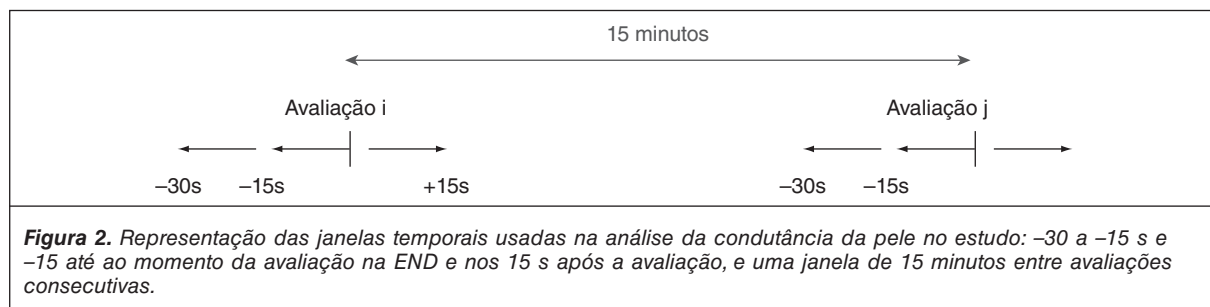 15 minutos
Avaliação i Avaliação j
–30s –15s +15s –30s –15s
Figura 2. Representação das janelas temporais usadas na análise da condutância da pele no estudo: –30 a –15 s e
–15 até ao momento da avaliação na END e nos 15 s após a avaliação, e uma janela de 15 minutos entre avaliações
consecutivas.